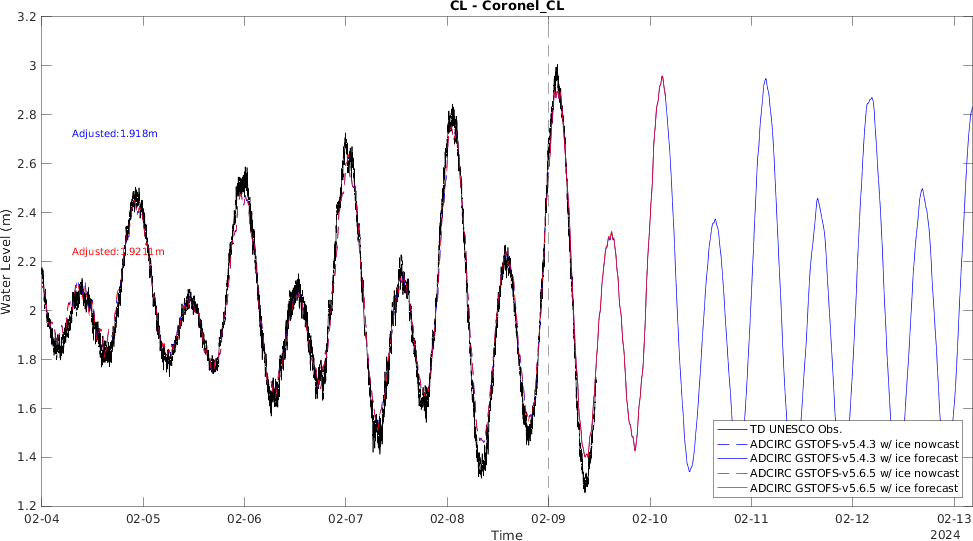 CL - Coronel_CL
3.2
3
2.8
2.6
2.4
2.2
2
1.8
1.6
1.4
1.2
Water Level (m)
Adjusted:1.918m
Adjusted:1.9211m
TD UNESCO Obs.
ADCIRC GSTOFS-v5.4.3 w/ ice nowcast
ADCIRC GSTOFS-v5.4.3 w/ ice forecast
ADCIRC GSTOFS-v5.6.5 w/ ice nowcast
ADCIRC GSTOFS-v5.6.5 w/ ice forecast
02-04 02-05 02-06 02-07 02-08 02-09 02-10 02-11 02-12 02-13
Time
2024